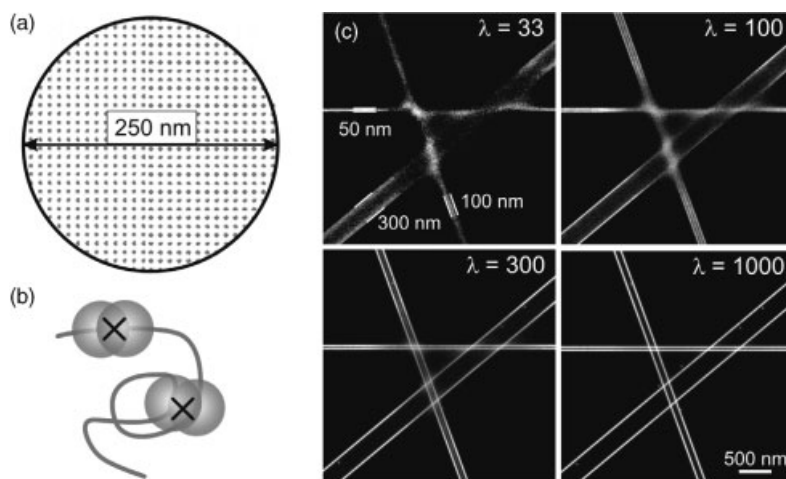 (a)
250 nm
(b)
(c)
λ = 33
50 nm
100 nm
300 nm
λ = 100
λ = 300
λ = 1000
500 nm